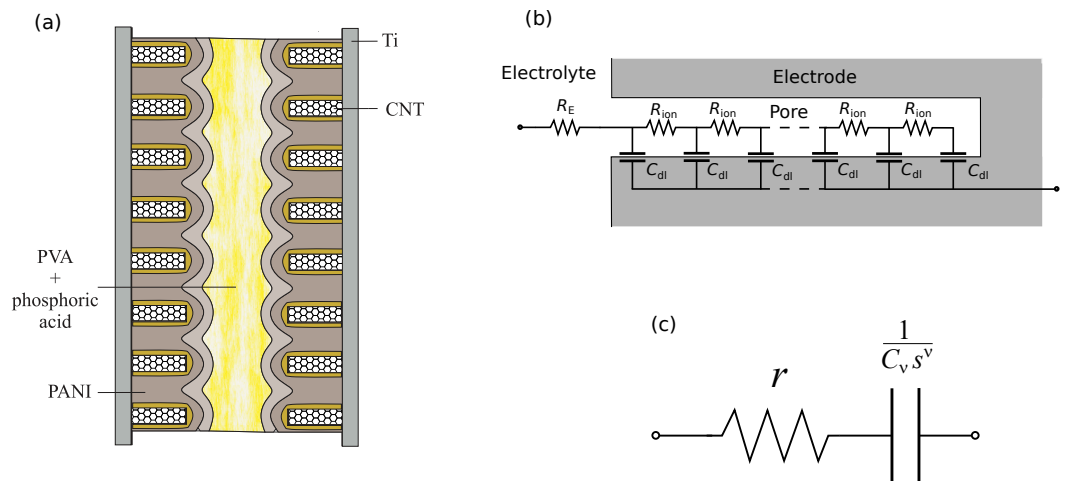 (a)
Ti
CNT
PVA
+
phosphoric
acid
PANI
(b)
Electrolyte
Electrode
R_E
R_ion R_ion Pore R_ion R_ion
C_dl C_dl C_dl C_dl C_dl C_dl
(c)
r
1
C_ν s^ν